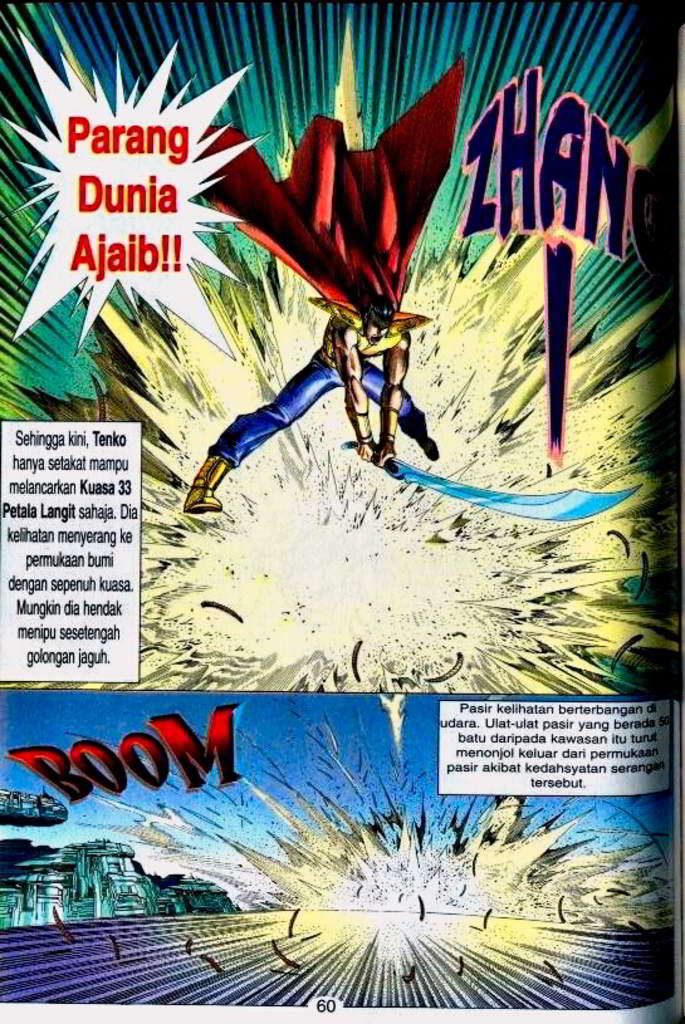 Parang
Dunia
Ajaib!!
ZHANG
Sehingga kini, Tenko
hanya setakat mampu
melancarkan Kuasa 33
Petala Langit sahaja. Dia
kelihatan menyerang ke
permukaan bumi
dengan sepenuh kuasa.
Mungkin dia hendak
menipu sesetengah
golongan jaguh.
BOOM
Pasir kelihatan berterbangan di
udara. Ulat-ulat pasir yang berada 50
batu daripada kawasan itu turut
menonjol keluar dari permukaan
pasir akibat kedahsyatan serangan
tersebut.
60